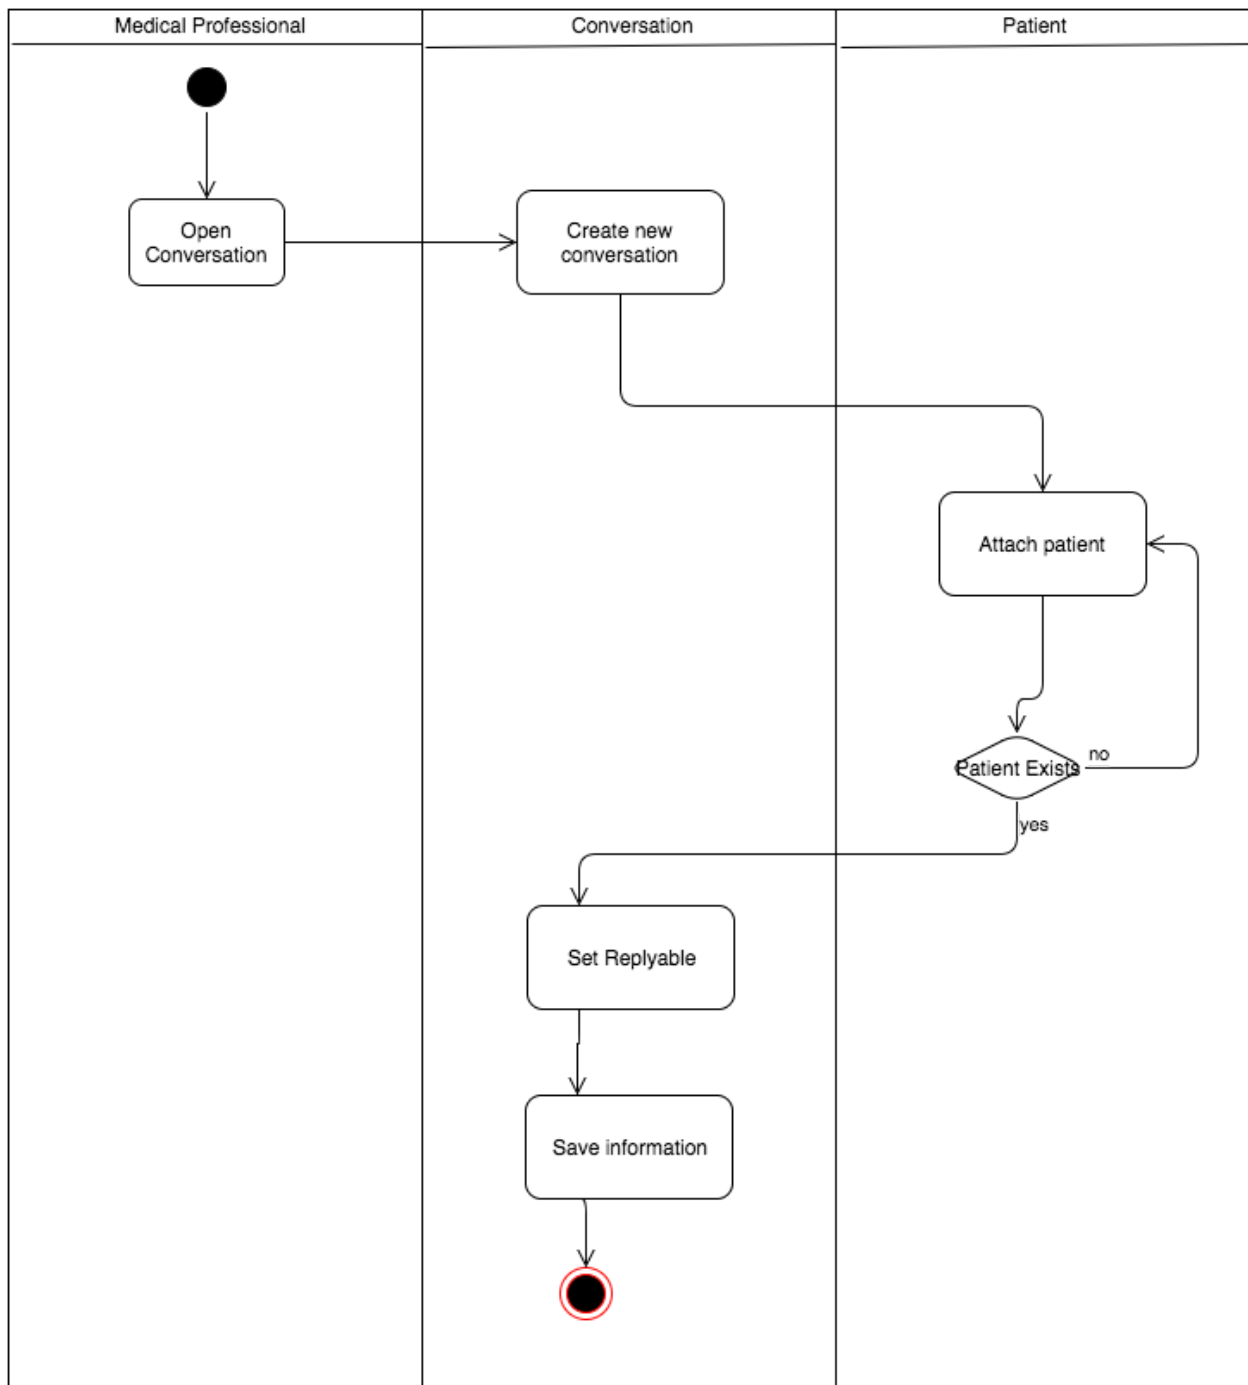 Medical Professional
Conversation
Patient
Open
Conversation
Create new
conversation
Attach patient
Patient Exists
no
yes
Set Replyable
Save information